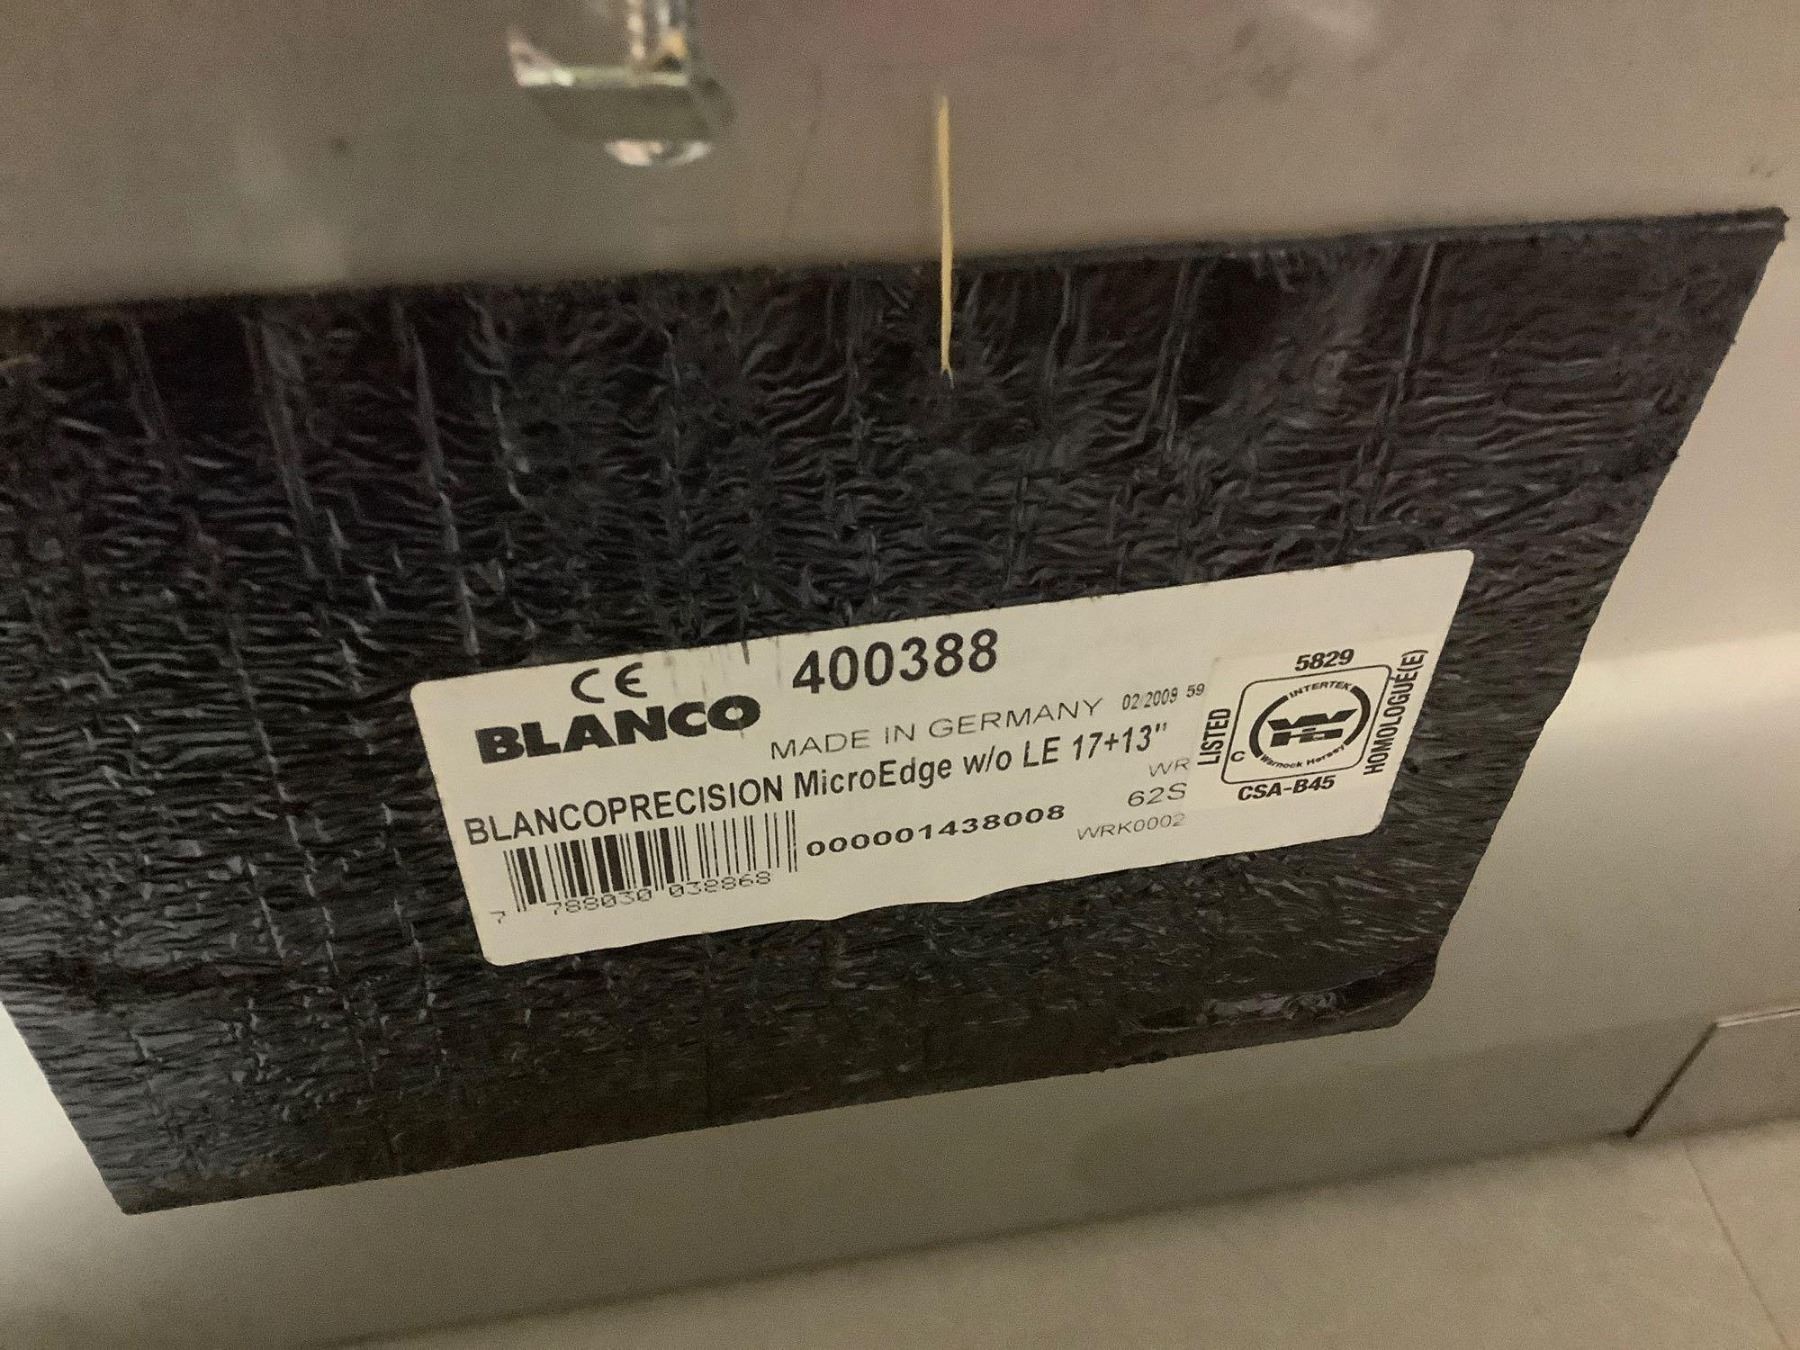 CE 400388
BLANCO
MADE IN GERMANY 02/2009 59
BLANCOPRECISION MicroEdge w/o LE 17+13"
WR
62S
WRK0002
000001438008
7 788030 038868
5829
LISTED
INTERTEK
WH
Warnock Hersey
C
HOMOLOGUÉ(E)
CSA-B45